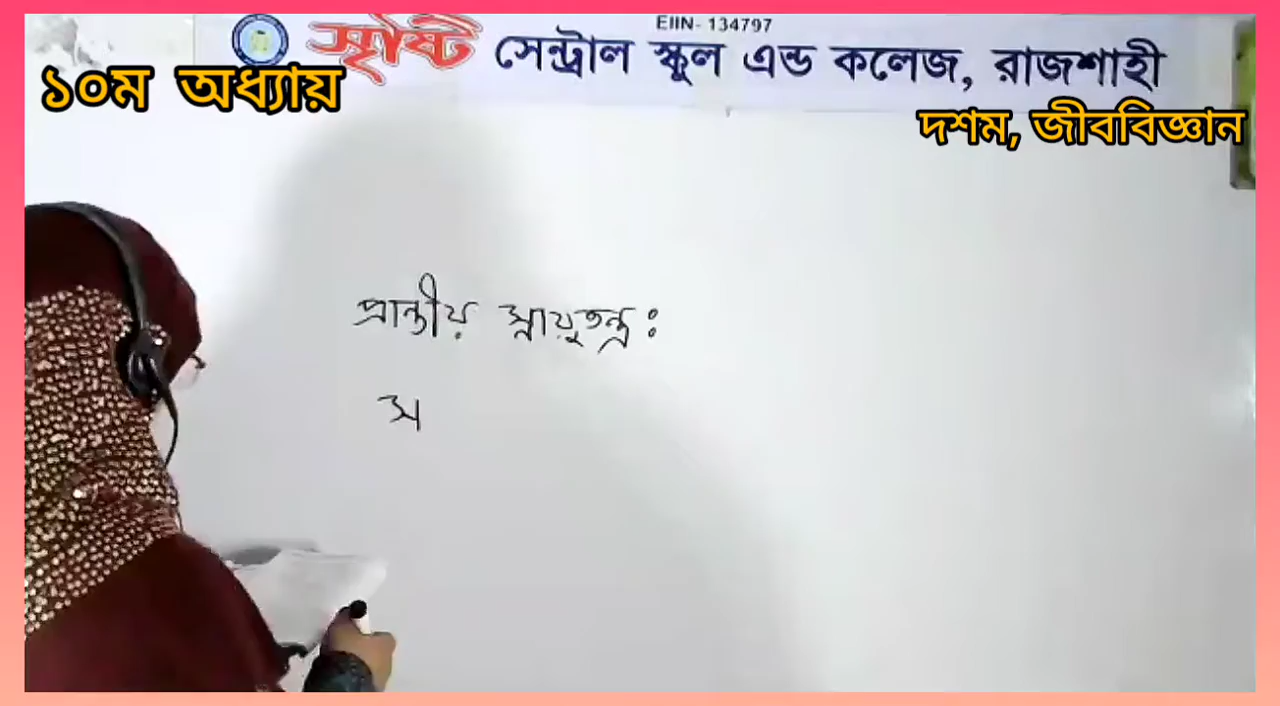 EIIN- 134797
সৃষ্টি সেন্ট্রাল স্কুল এন্ড কলেজ, রাজশাহী
১০ম অধ্যায়
দশম, জীববিজ্ঞান
প্রান্তীয় স্নায়ুতন্ত্র ঃ
স